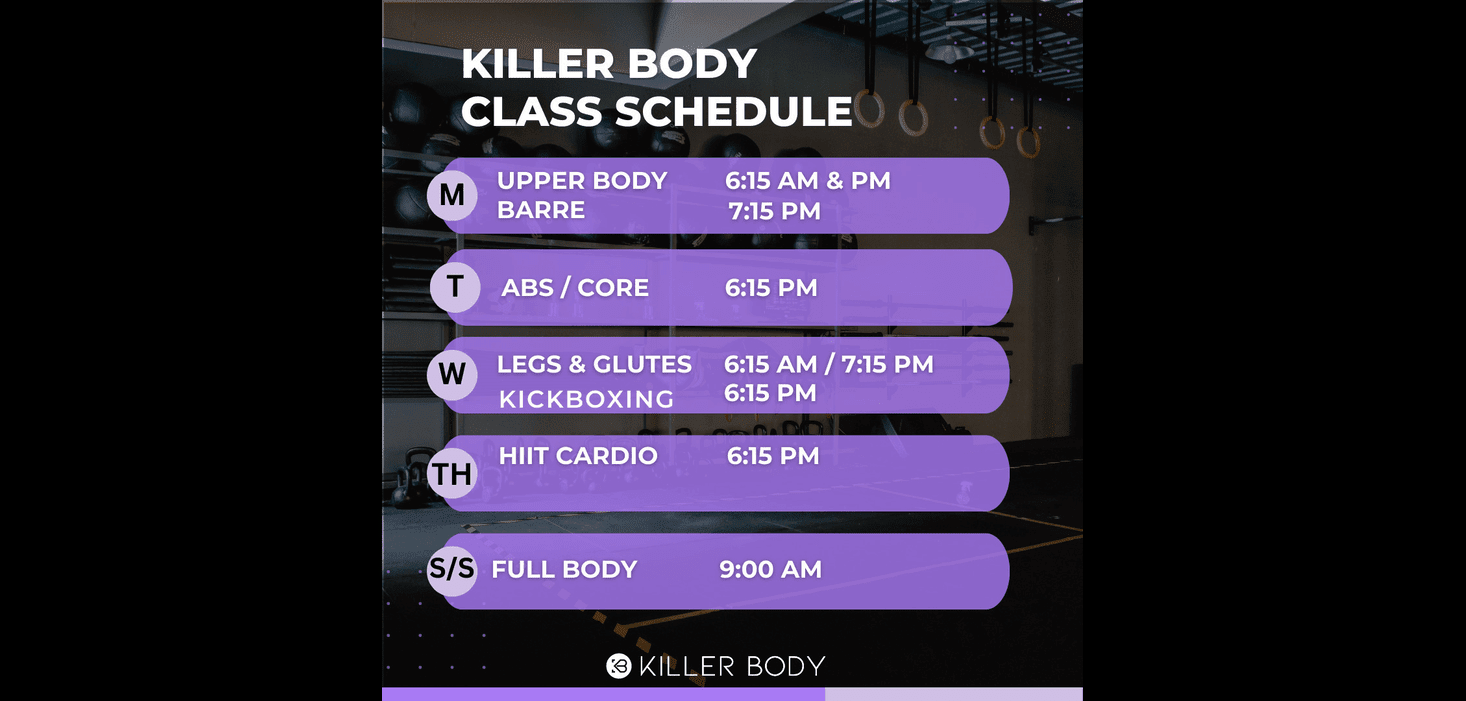 KILLER BODY
CLASS SCHEDULE
M
UPPER BODY 6:15 AM & PM
BARRE 7:15 PM
T
ABS / CORE 6:15 PM
W
LEGS & GLUTES 6:15 AM / 7:15 PM
KICKBOXING 6:15 PM
TH
HIIT CARDIO 6:15 PM
S/S
FULL BODY 9:00 AM
KILLER BODY